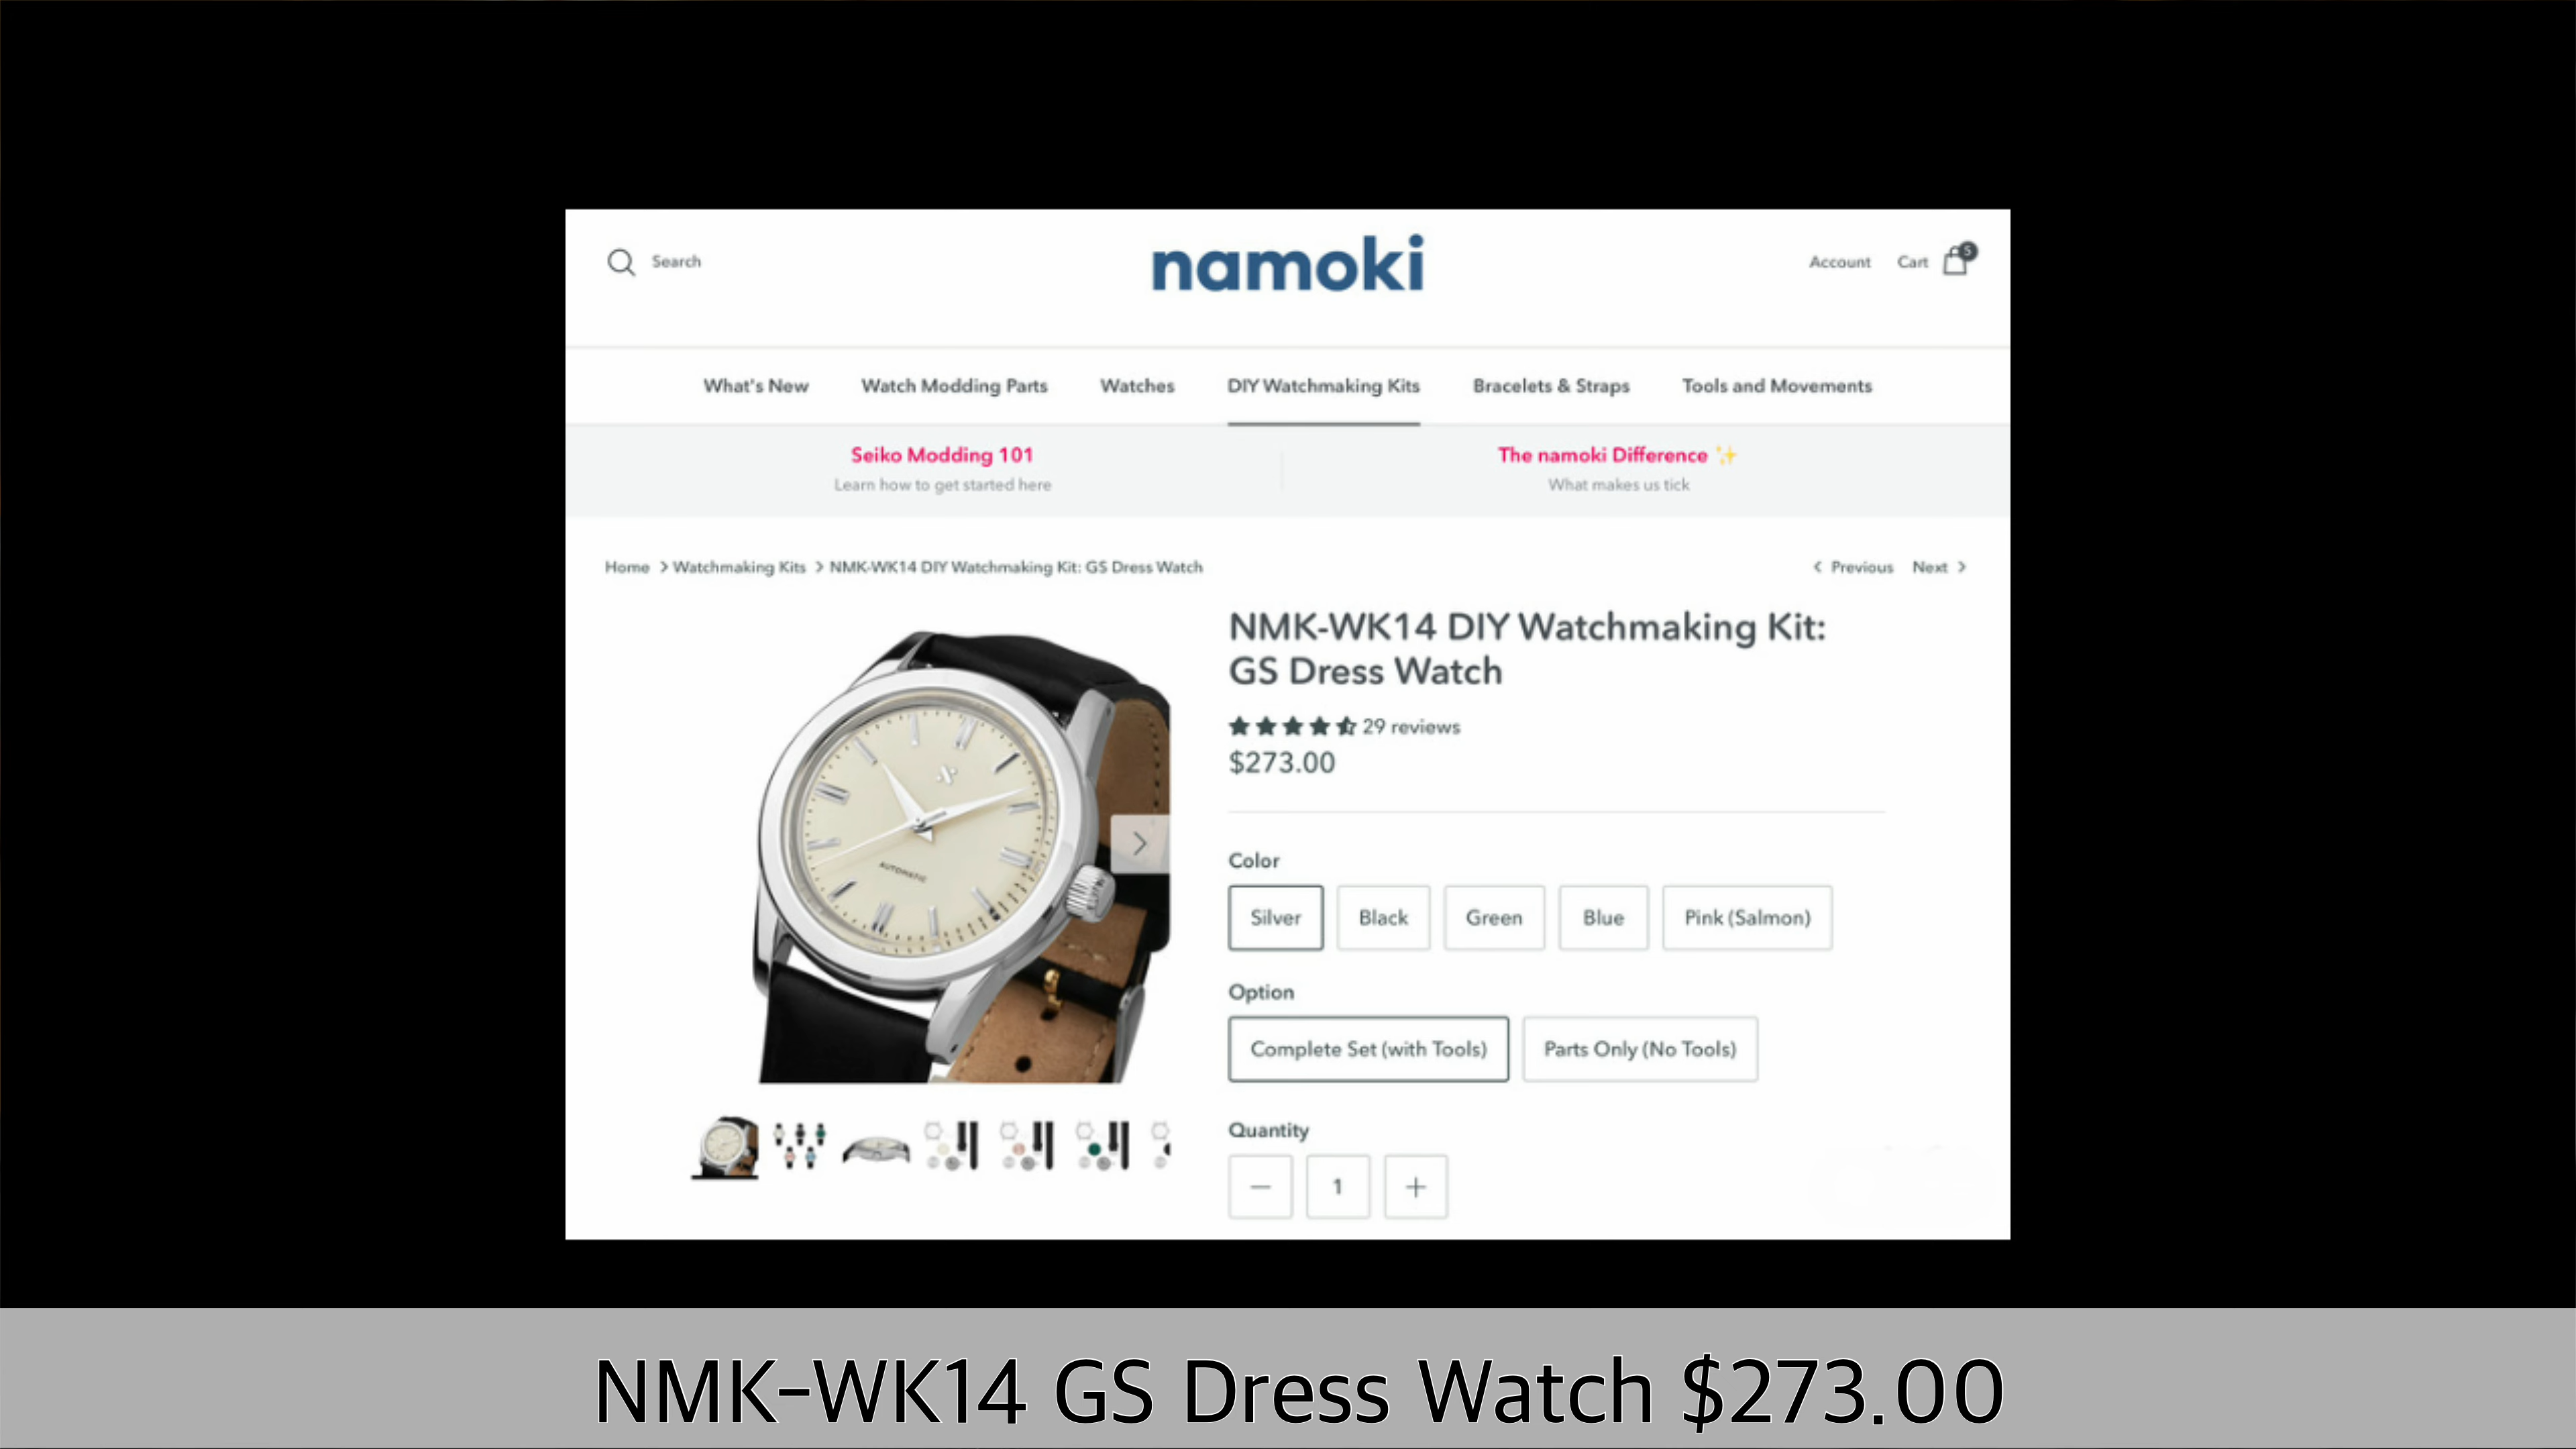 Search
namoki
Account
Cart
5
What's New
Watch Modding Parts
Watches
DIY Watchmaking Kits
Bracelets & Straps
Tools and Movements
Seiko Modding 101
Learn how to get started here
The namoki Difference ✨
What makes us tick
Home > Watchmaking Kits > NMK-WK14 DIY Watchmaking Kit: GS Dress Watch
< Previous
Next >
AUTOMATIC
NMK-WK14 DIY Watchmaking Kit:
GS Dress Watch
29 reviews
$273.00
Color
Silver
Black
Green
Blue
Pink (Salmon)
Option
Complete Set (with Tools)
Parts Only (No Tools)
Quantity
− 1 +
NMK-WK14 GS Dress Watch $273.00